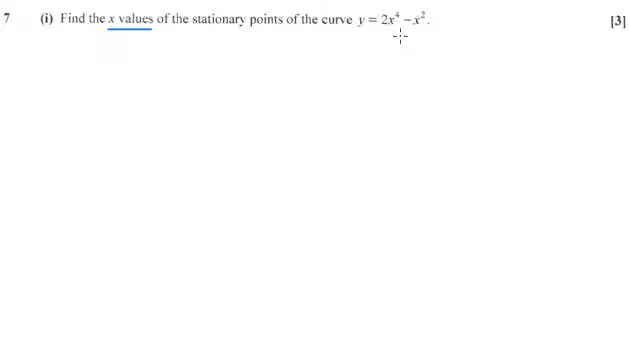 7 (i) Find the x values of the stationary points of the curve y = 2x⁴ – x². [3]